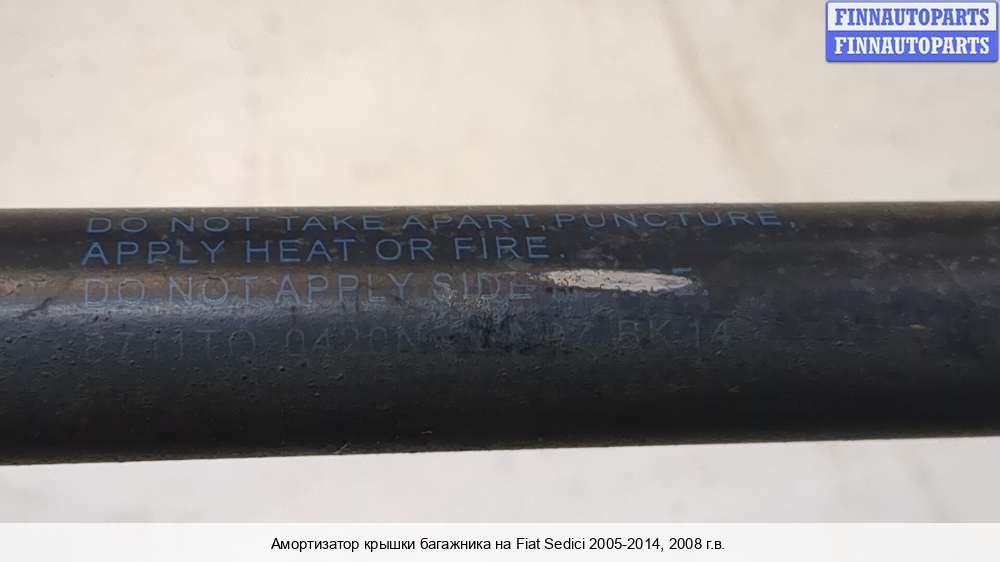 FINNAUTOPARTS
FINNAUTOPARTS
DO NOT TAKE APART, PUNCTURE,
APPLY HEAT OR FIRE.
DO NOT APPLY SIDE
BK14
Амортизатор крышки багажника на Fiat Sedici 2005-2014, 2008 г.в.